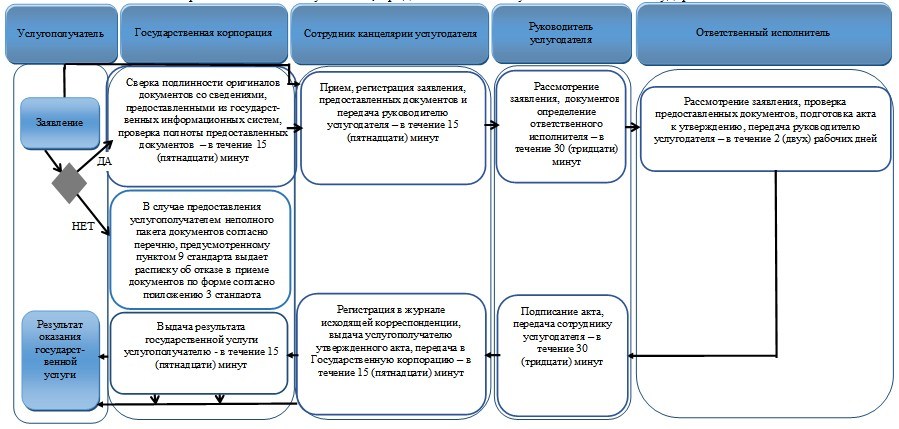 Услугополучатель
Государственная корпорация
Сотрудник канцелярии услугодателя
Руководитель
услугодателя
Ответственный исполнитель
Заявление
ДА
НЕТ
Сверка подлинности оригиналов
документов со сведениями,
предоставленными из государст-
венных информационных систем,
проверка полноты предоставленных
документов – в течение 15
(пятнадцати) минут
Прием, регистрация заявления,
предоставленных документов и
передача руководителю
услугодателя – в течение 15
(пятнадцати) минут
Рассмотрение
заявления, документов
определение
ответственного
исполнителя – в
течение 30 (тридцати)
минут
Рассмотрение заявления, проверка
предоставленных документов, подготовка акта
к утверждению, передача руководителю
услугодателя – в течение 2 (двух) рабочих дней
В случае предоставления
услугополучателем неполного
пакета документов согласно
перечню, предусмотренному
пунктом 9 стандарта выдает
расписку об отказе в приеме
документов по форме согласно
приложению 3 стандарта
Результат
оказания
государст-
венной
услуги
Выдача результата
государственной услуги
услугополучателю - в течение 15
(пятнадцати) минут
Регистрация в журнале
исходящей корреспонденции,
выдача услугополучателю
утвержденного акта, передача в
Государственную корпорацию – в
течение 15 (пятнадцати) минут
Подписание акта,
передача сотруднику
услугодателя – в
течение 30
(тридцати) минут